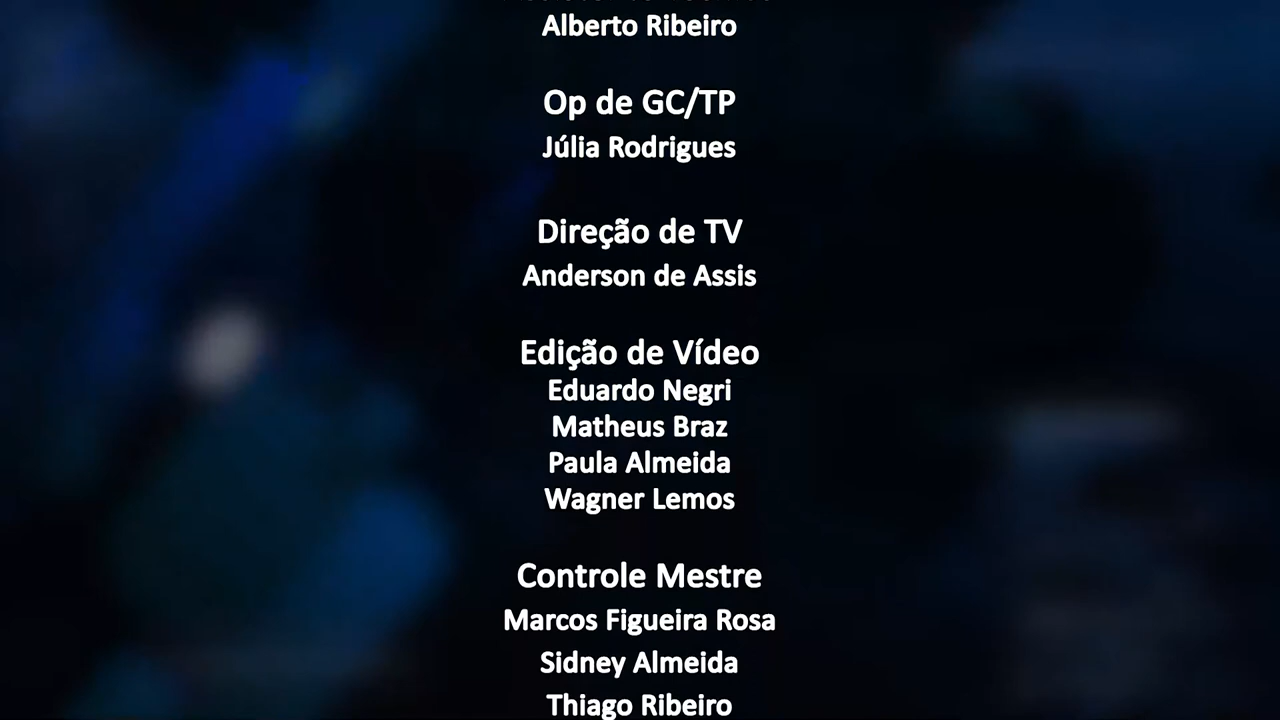 Alberto Ribeiro
Op de GC/TP
Júlia Rodrigues
Direção de TV
Anderson de Assis
Edição de Vídeo
Eduardo Negri
Matheus Braz
Paula Almeida
Wagner Lemos
Controle Mestre
Marcos Figueira Rosa
Sidney Almeida
Thiago Ribeiro